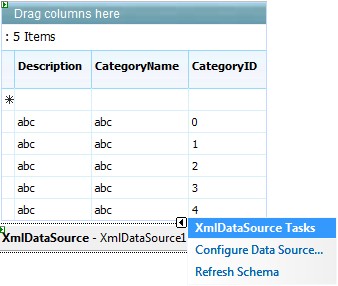 Drag columns here
: 5 Items
Description CategoryName CategoryID
abc abc 0
abc abc 1
abc abc 2
abc abc 3
abc abc 4
XmlDataSource - XmlDataSource1
XmlDataSource Tasks
Configure Data Source...
Refresh Schema